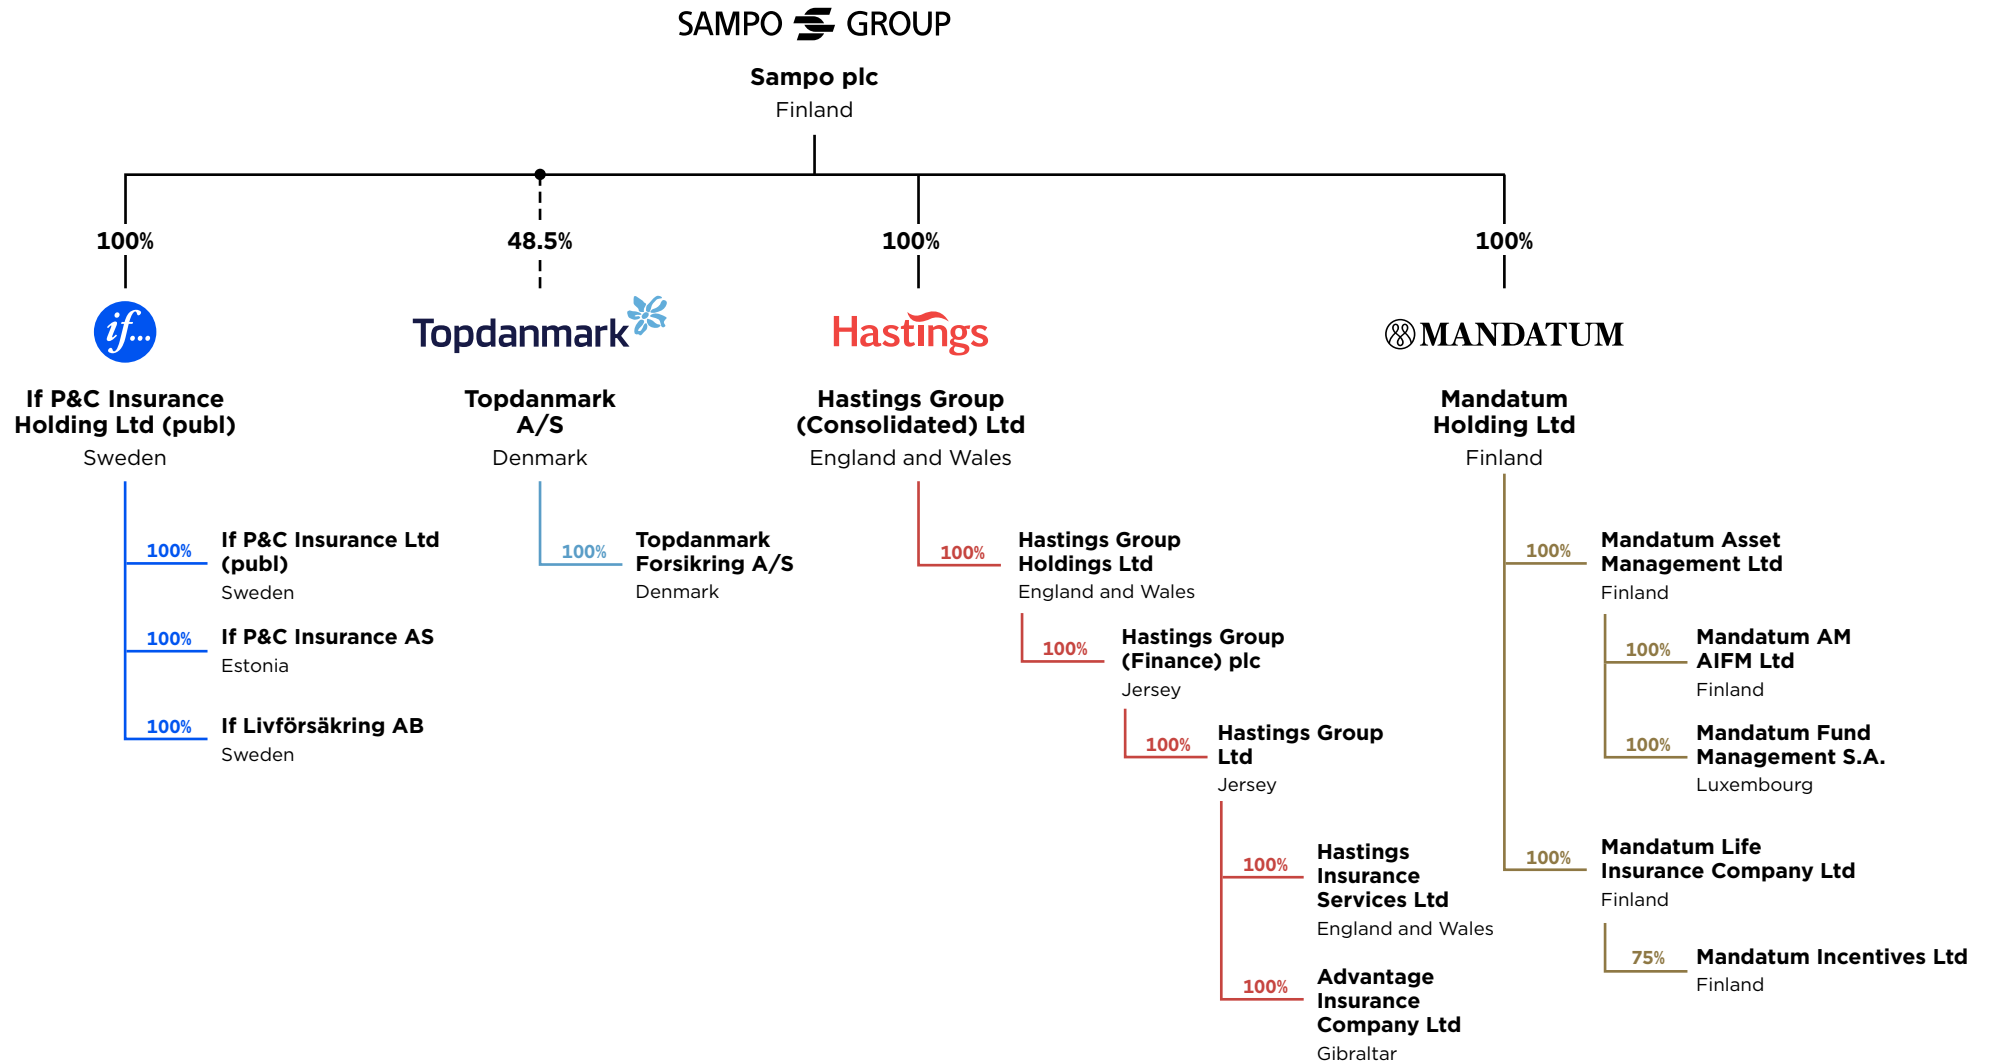 SAMPO GROUP
Sampo plc
Finland
100%
48.5%
100%
100%
if...
Topdanmark
Hastings
MANDATUM
If P&C Insurance
Holding Ltd (publ)
Sweden
100%
If P&C Insurance Ltd
(publ)
Sweden
100%
If P&C Insurance AS
Estonia
100%
If Livförsäkring AB
Sweden
Topdanmark
A/S
Denmark
100%
Topdanmark
Forsikring A/S
Denmark
Hastings Group
(Consolidated) Ltd
England and Wales
100%
Hastings Group
Holdings Ltd
England and Wales
100%
Hastings Group
(Finance) plc
Jersey
100%
Hastings Group
Ltd
Jersey
100%
Hastings
Insurance
Services Ltd
England and Wales
100%
Advantage
Insurance
Company Ltd
Gibraltar
Mandatum
Holding Ltd
Finland
100%
Mandatum Asset
Management Ltd
Finland
100%
Mandatum AM
AIFM Ltd
Finland
100%
Mandatum Fund
Management S.A.
Luxembourg
100%
Mandatum Life
Insurance Company Ltd
Finland
75%
Mandatum Incentives Ltd
Finland